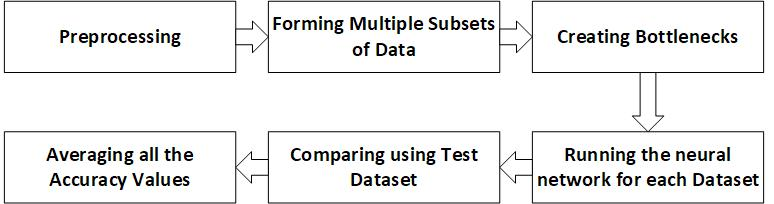 Preprocessing
Forming Multiple Subsets
of Data
Creating Bottlenecks
Running the neural
network for each Dataset
Comparing using Test
Dataset
Averaging all the
Accuracy Values